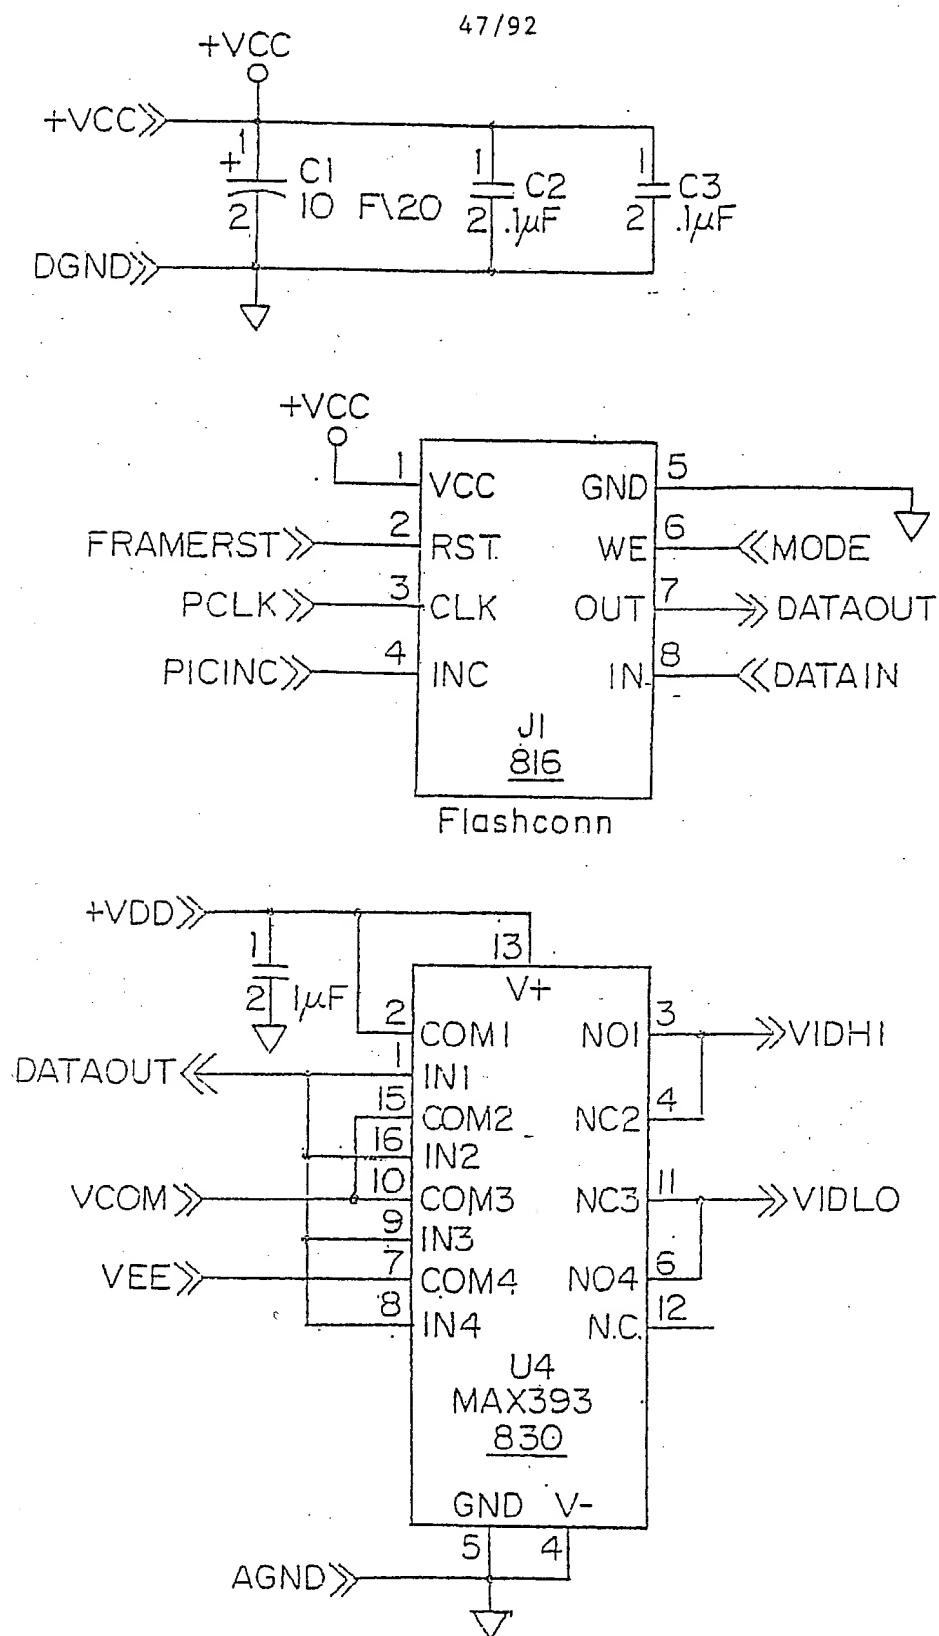 47/92
+VCC
+VCC
1
+
C1
10 F\20
2
1
C2
2
.1µF
1
C3
2
.1µF
DGND
+VCC
1
VCC
GND
5
FRAMERST
2
RST
WE
6
MODE
PCLK
3
CLK
OUT
7
DATAOUT
PICINC
4
INC
IN
8
DATAIN
J1
816
Flashconn
+VDD
1
2
1µF
13
V+
2
COM1
NO1
3
VIDHI
DATAOUT
1
IN1
15
COM2
NC2
4
16
IN2
VCOM
10
COM3
NC3
11
VIDLO
9
IN3
VEE
7
COM4
NO4
6
8
IN4
N.C.
12
U4
MAX393
830
GND V-
5
4
AGND